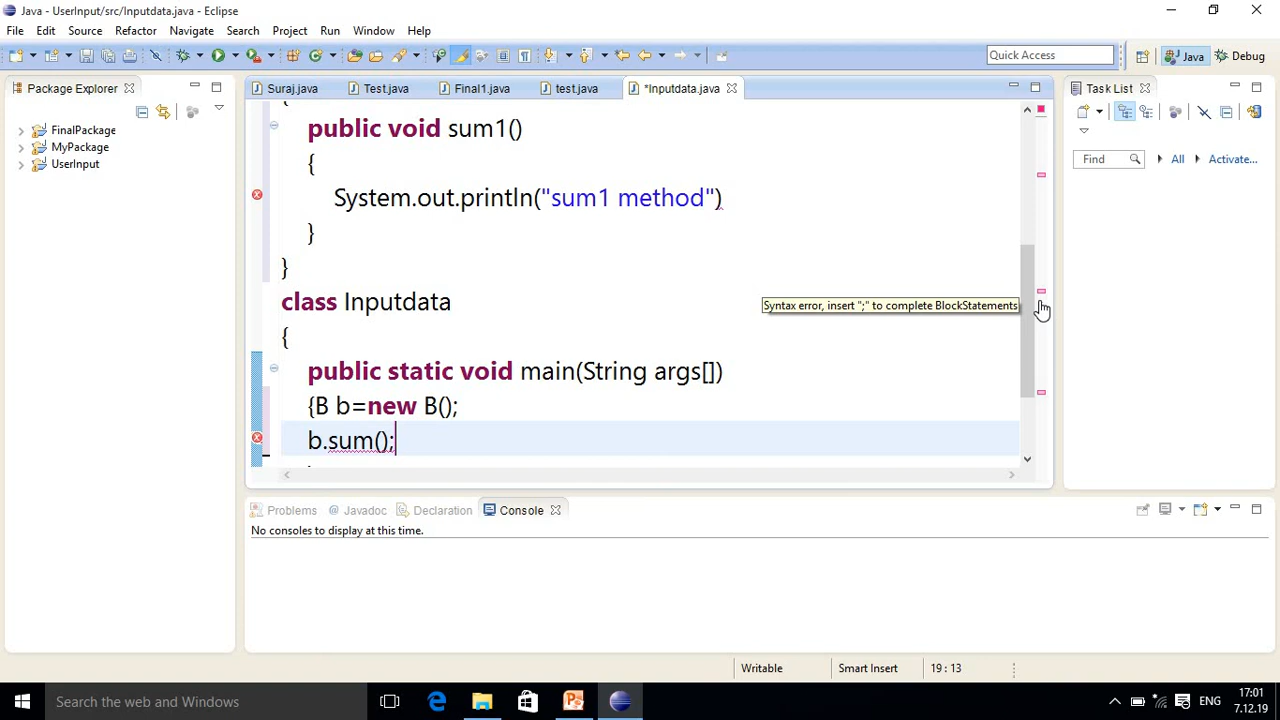 Java - UserInput/src/Inputdata.java - Eclipse
File Edit Source Refactor Navigate Search Project Run Window Help
Quick Access Java Debug
Package Explorer
FinalPackage
MyPackage
UserInput
Suraj.java Test.java Final1.java test.java *Inputdata.java
{
public void sum1()
{
System.out.println("sum1 method")
}
}
class Inputdata
Syntax error, insert ";" to complete BlockStatements
{
public static void main(String args[])
{B b=new B();
b.sum();
Task List
Find All Activate...
Problems @ Javadoc Declaration Console
No consoles to display at this time.
Writable Smart Insert 19 : 13
Search the web and Windows
ENG
17:01
7.12.19